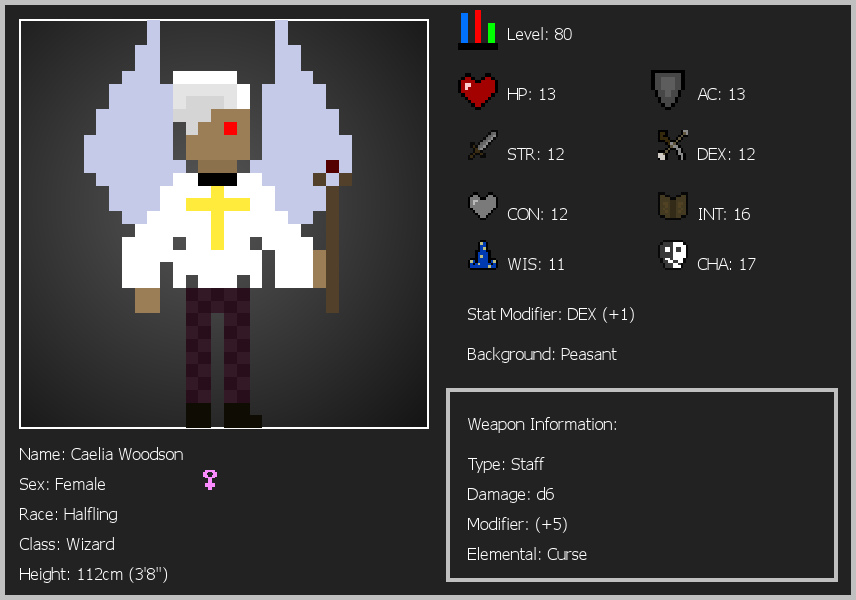 Level: 80
HP: 13
AC: 13
STR: 12
DEX: 12
CON: 12
INT: 16
WIS: 11
CHA: 17
Stat Modifier: DEX (+1)
Background: Peasant
Weapon Information:
Type: Staff
Damage: d6
Modifier: (+5)
Elemental: Curse
Name: Caelia Woodson
Sex: Female
Race: Halfling
Class: Wizard
Height: 112cm (3'8")